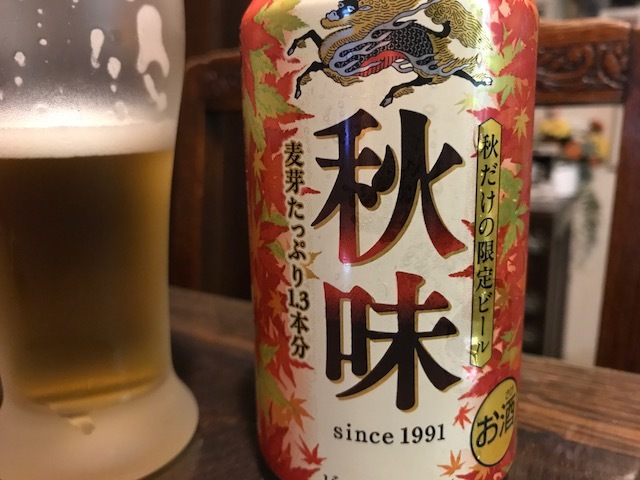 秋味
秋だけの限定ビール
麦芽たっぷり1.3本分
since 1991
お酒